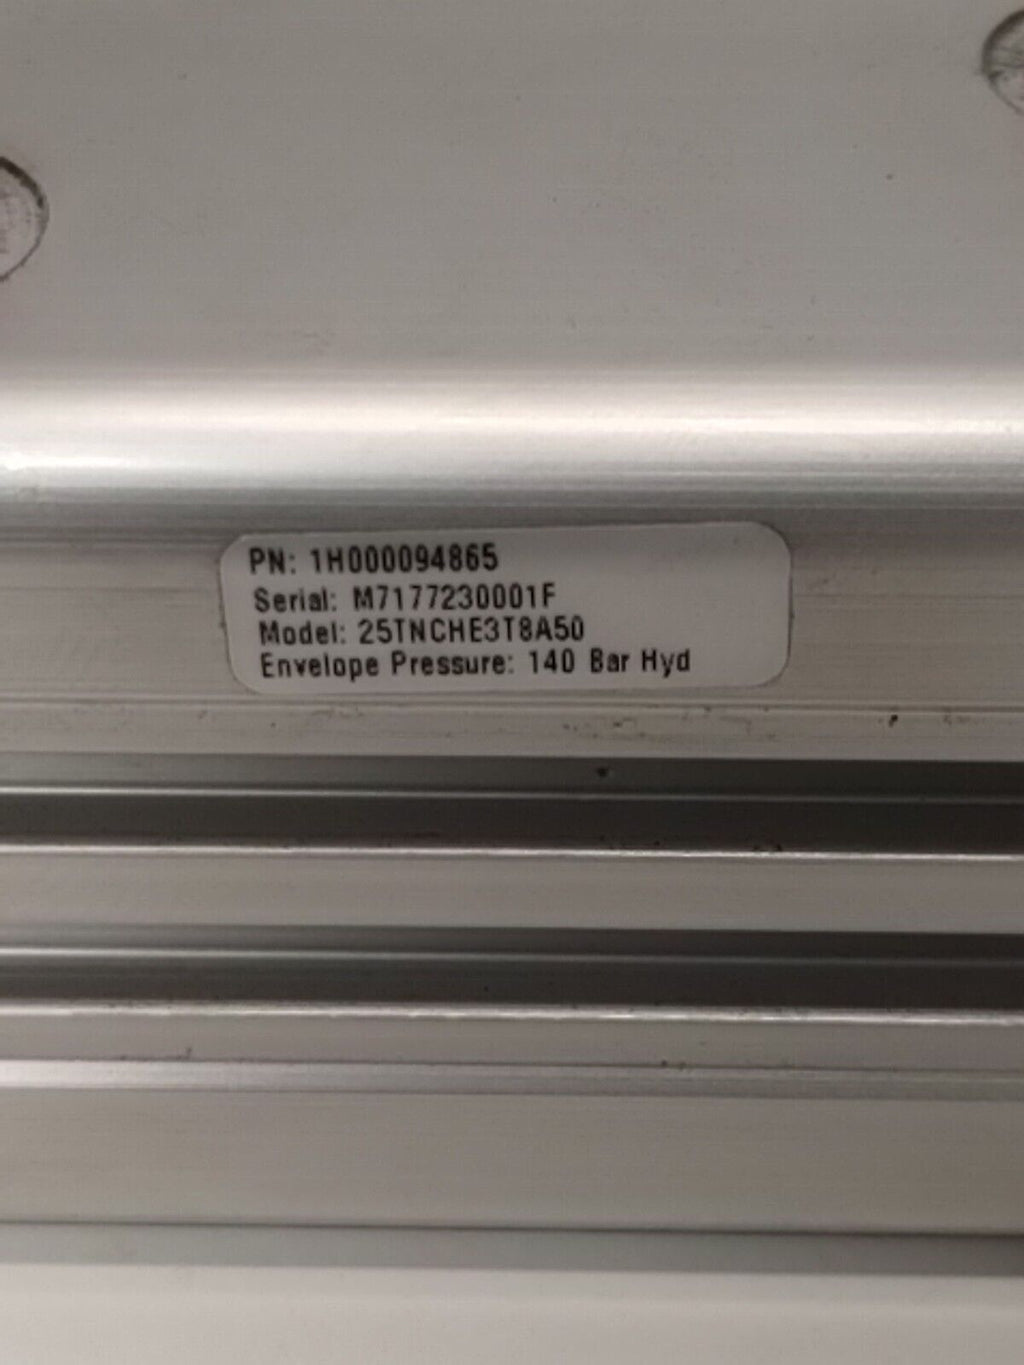 PN: 1H000094865
Serial: M7177230001F
Model: 25TNCHE3T8A50
Envelope Pressure: 140 Bar Hyd